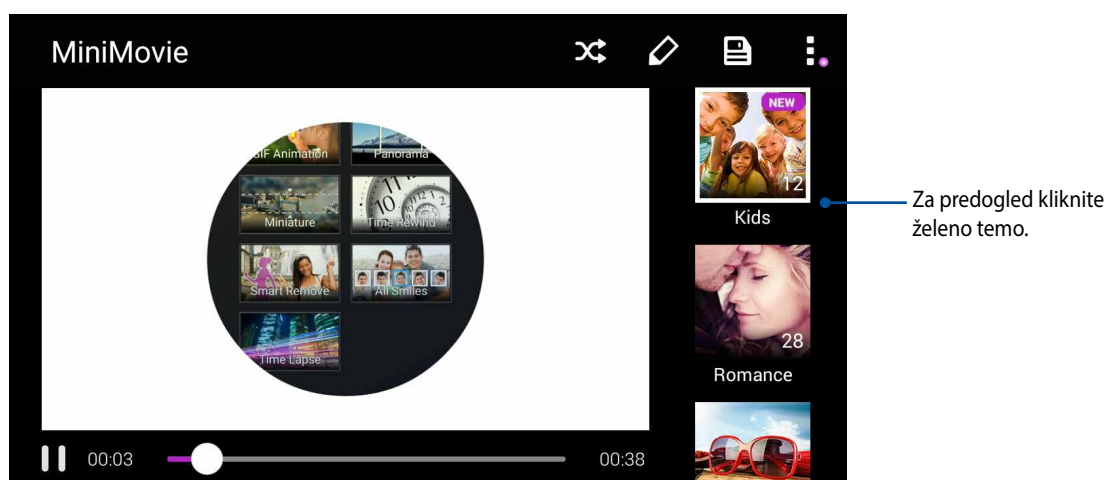 MiniMovie
GIF Animation
Panorama
Miniature
Time Rewind
Smart Remove
All Smiles
Time Lapse
00:03
00:38
NEW
12
Kids
28
Romance
Za predogled kliknite
želeno temo.